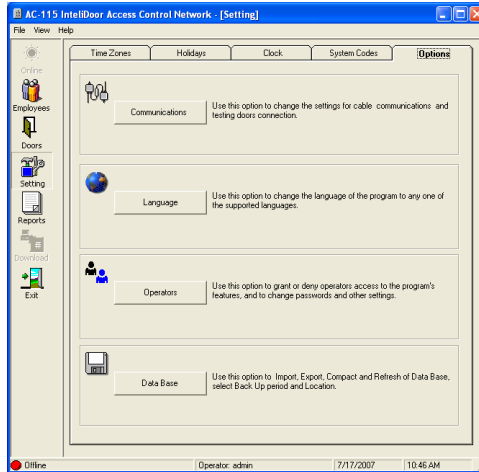 AC-115 InteliDoor Access Control Network - [Setting]
File View Help
Online
Employees
Doors
Setting
Reports
Download
Exit
Time Zones Holidays Clock System Codes Options
Communications
Use this option to change the settings for cable communications and
testing doors connection.
Language
Use this option to change the language of the program to any one of
the supported languages.
Operators
Use this option to grant or deny operators access to the program's
features, and to change passwords and other settings.
Data Base
Use this option to Import, Export, Compact and Refresh of Data Base,
select Back Up period and Location.
Offline Operator: admin 7/17/2007 10:46 AM